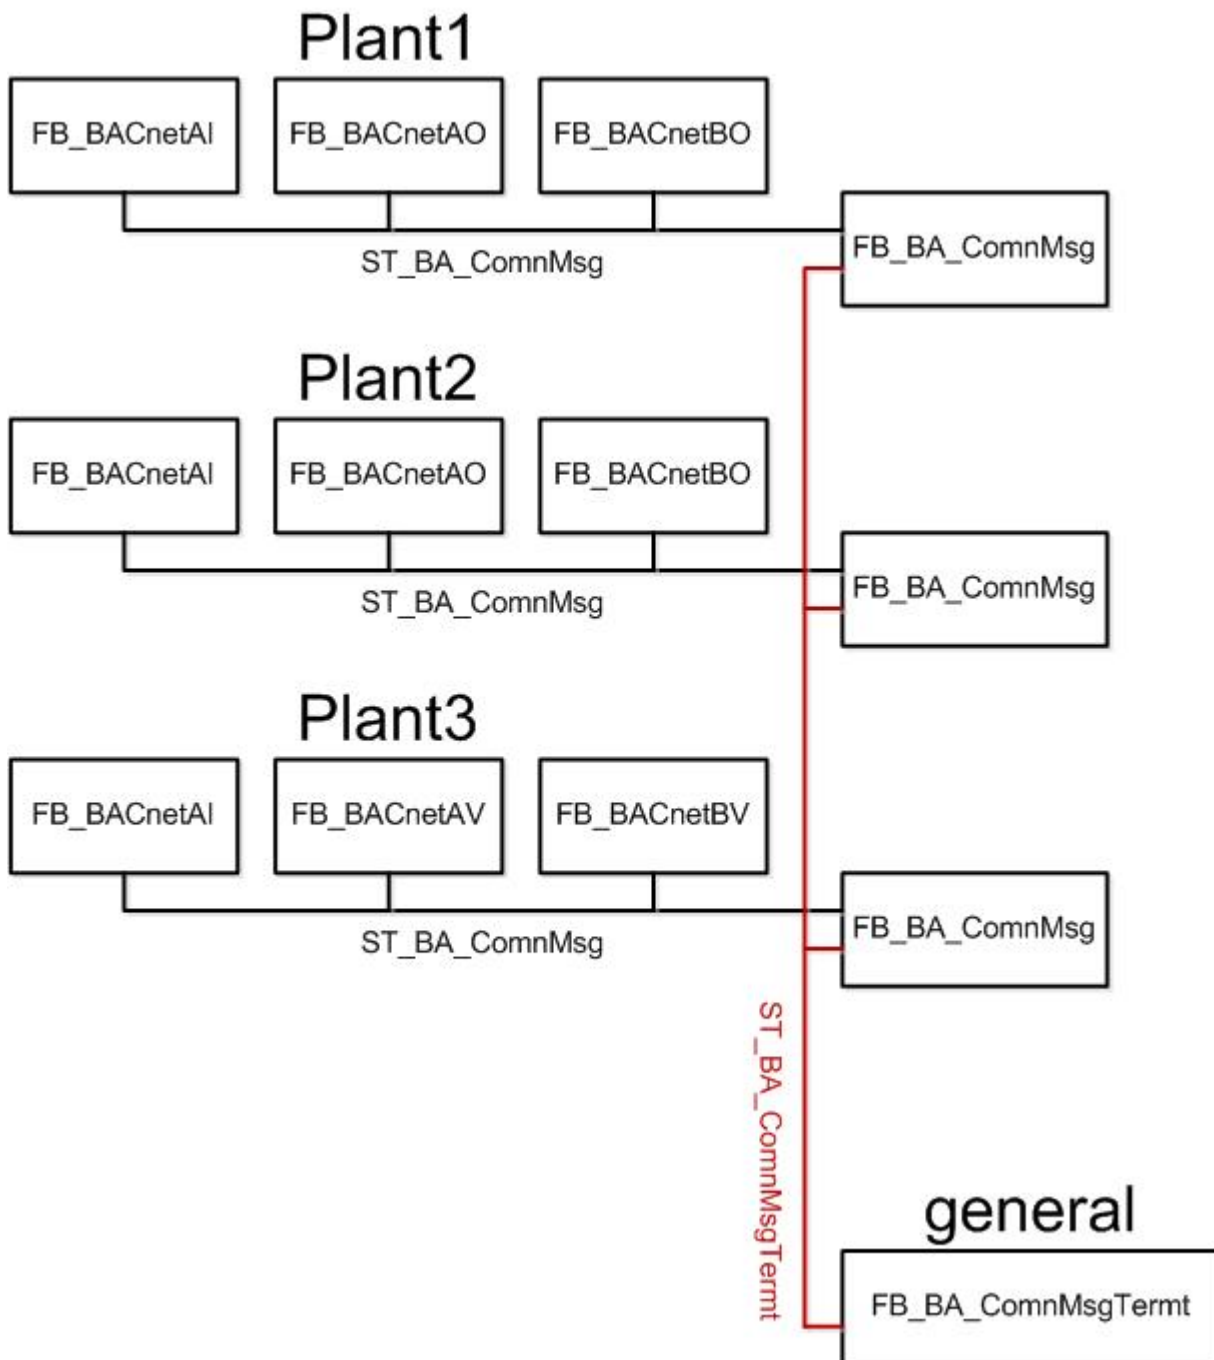 Plant1
FB_BACnetAI
FB_BACnetAO
FB_BACnetBO
FB_BA_ComnMsg
ST_BA_ComnMsg
Plant2
FB_BACnetAI
FB_BACnetAO
FB_BACnetBO
FB_BA_ComnMsg
ST_BA_ComnMsg
Plant3
FB_BACnetAI
FB_BACnetAV
FB_BACnetBV
FB_BA_ComnMsg
ST_BA_ComnMsg
ST_BA_ComnMsgTermt
general
FB_BA_ComnMsgTermt